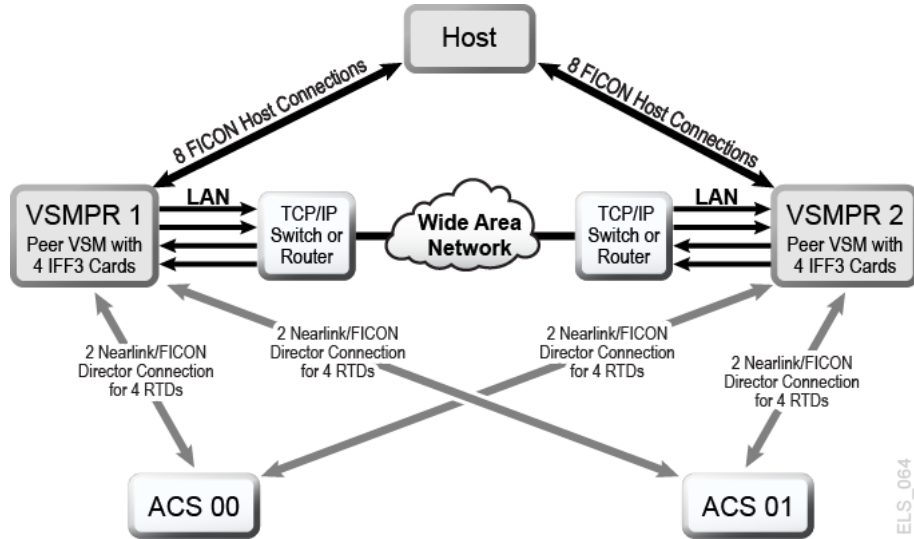 Host
8 FICON Host Connections
8 FICON Host Connections
VSMPR 1
Peer VSM with
4 IFF3 Cards
LAN
TCP/IP
Switch or
Router
Wide Area
Network
TCP/IP
Switch or
Router
LAN
VSMPR 2
Peer VSM with
4 IFF3 Cards
2 Nearlink/FICON
Director Connection
for 4 RTDs
2 Nearlink/FICON
Director Connection
for 4 RTDs
2 Nearlink/FICON
Director Connection
for 4 RTDs
2 Nearlink/FICON
Director Connection
for 4 RTDs
ACS 00
ACS 01
ELS_064